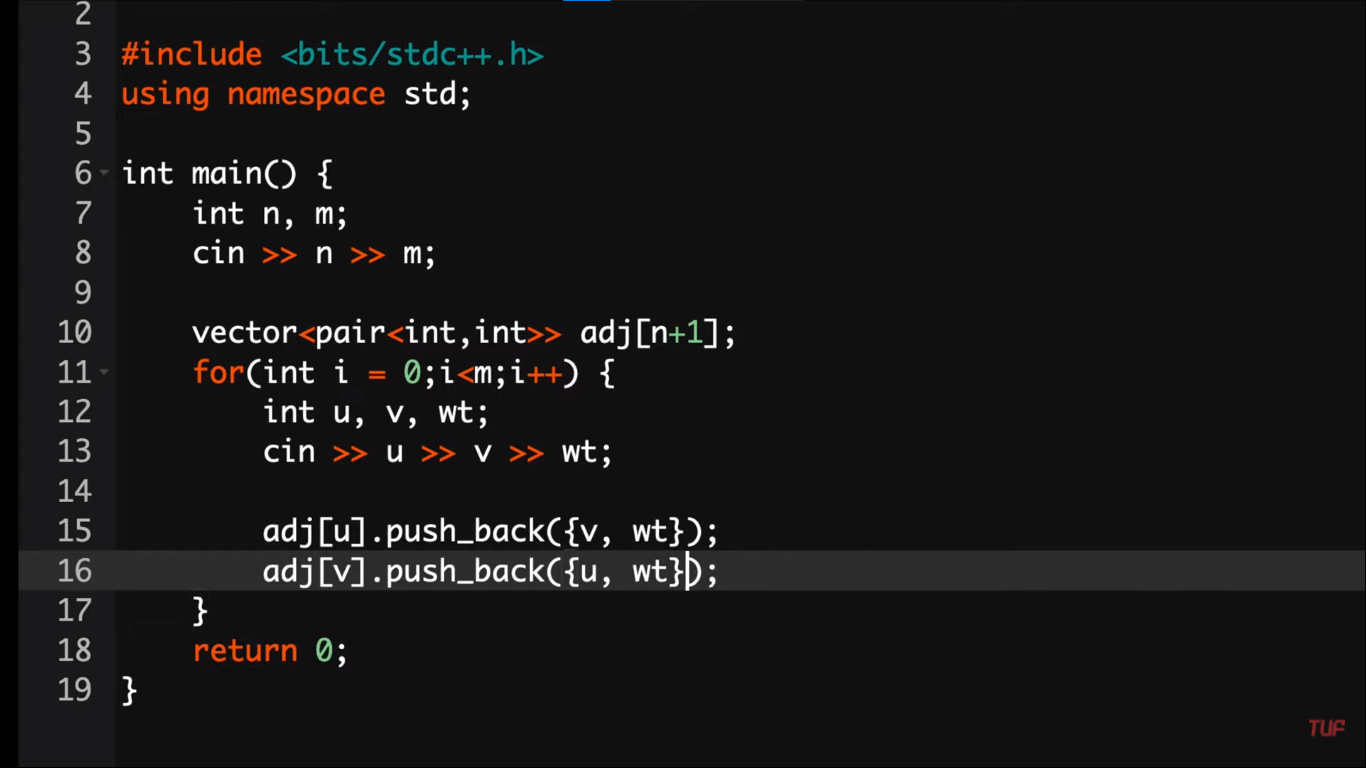 2
3 #include <bits/stdc++.h>
4 using namespace std;
5
6 int main() {
7     int n, m;
8     cin >> n >> m;
9
10     vector<pair<int,int>> adj[n+1];
11     for(int i = 0;i<m;i++) {
12         int u, v, wt;
13         cin >> u >> v >> wt;
14
15         adj[u].push_back({v, wt});
16         adj[v].push_back({u, wt});
17     }
18     return 0;
19 }
TUF